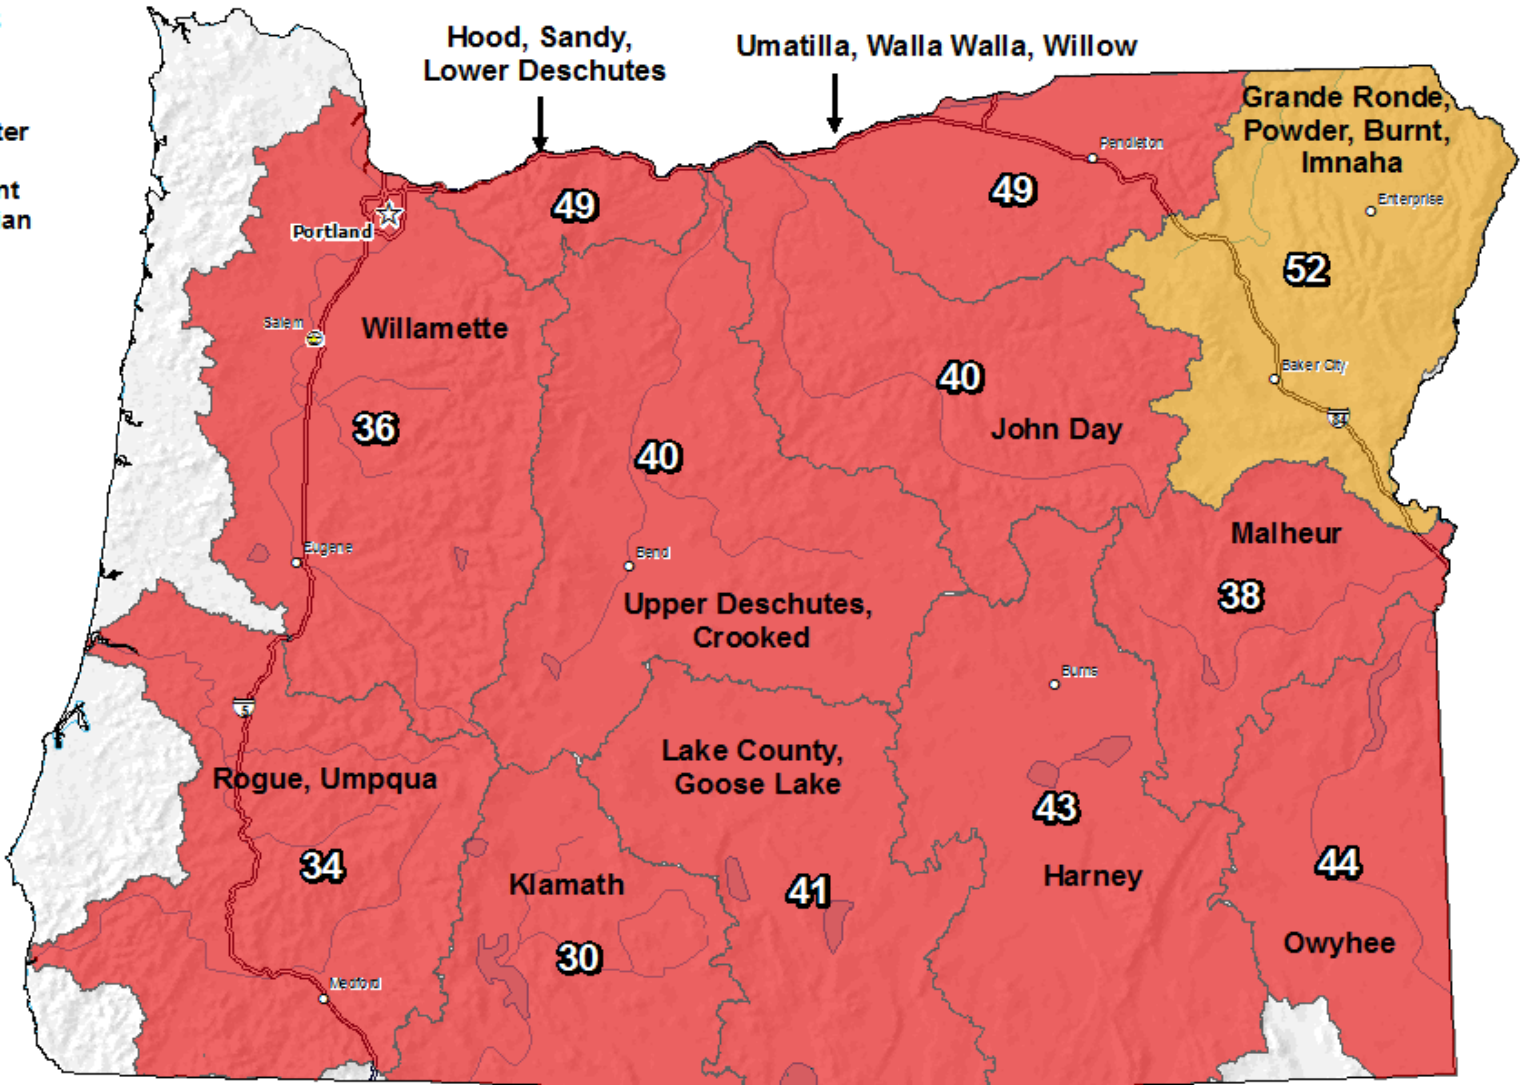 ter
nt
an
Hood, Sandy,
Lower Deschutes
Umatilla, Walla Walla, Willow
Grande Ronde,
Powder, Burnt,
Imnaha
Pendleton
49
49
Enterprise
Portland
52
Salem
Willamette
Baker City
40
John Day
84
36
40
Malheur
Eugene
Bend
38
Upper Deschutes,
Crooked
Burns
5
Lake County,
Goose Lake
Rogue, Umpqua
43
34
Klamath
41
Harney
44
30
Owyhee
Medford